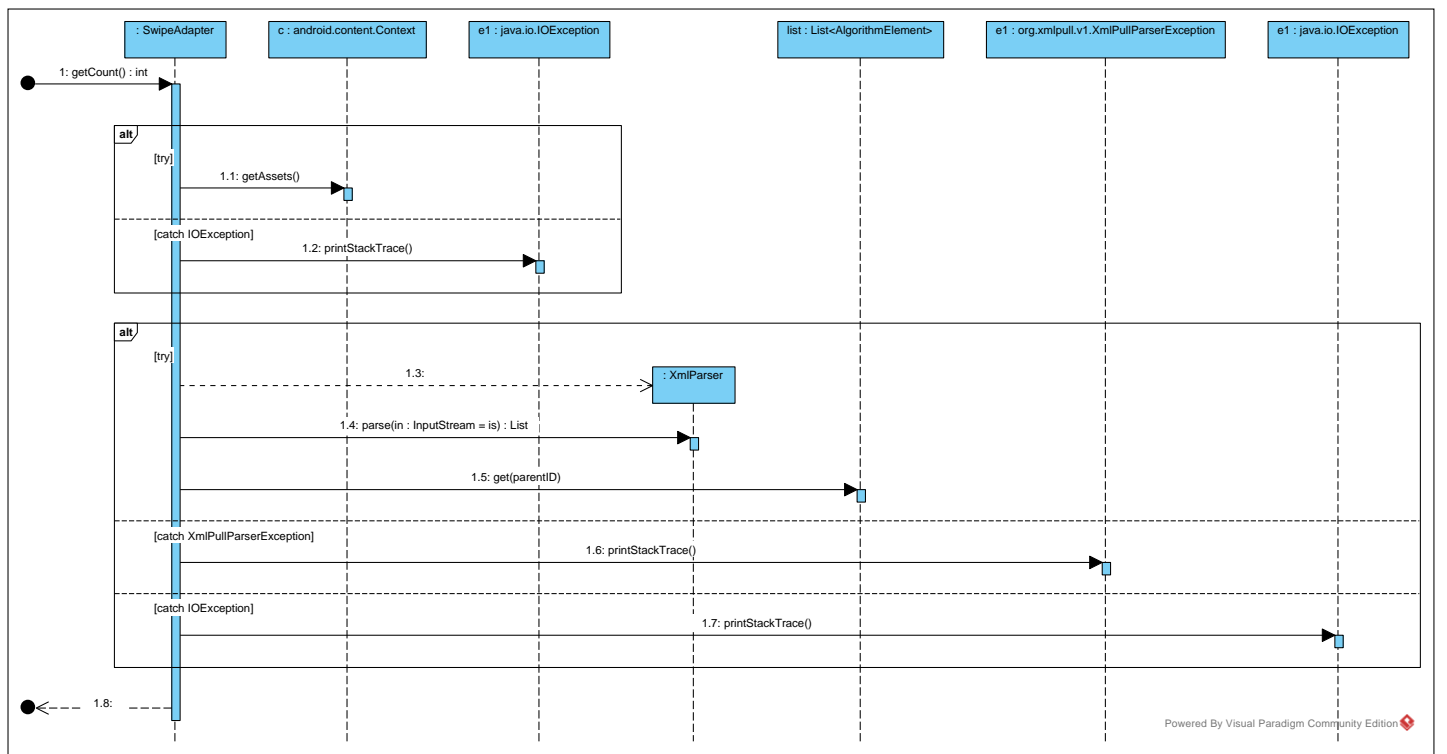 : SwipeAdapter
c : android.content.Context
e1 : java.io.IOException
list : List<AlgorithmElement>
e1 : org.xmlpull.v1.XmlPullParserException
e1 : java.io.IOException
1: getCount() : int
alt
[try]
1.1: getAssets()
[catch IOException]
1.2: printStackTrace()
alt
[try]
1.3:
: XmlParser
1.4: parse(in : InputStream = is) : List
1.5: get(parentID)
[catch XmlPullParserException]
1.6: printStackTrace()
[catch IOException]
1.7: printStackTrace()
1.8:
Powered By Visual Paradigm Community Edition